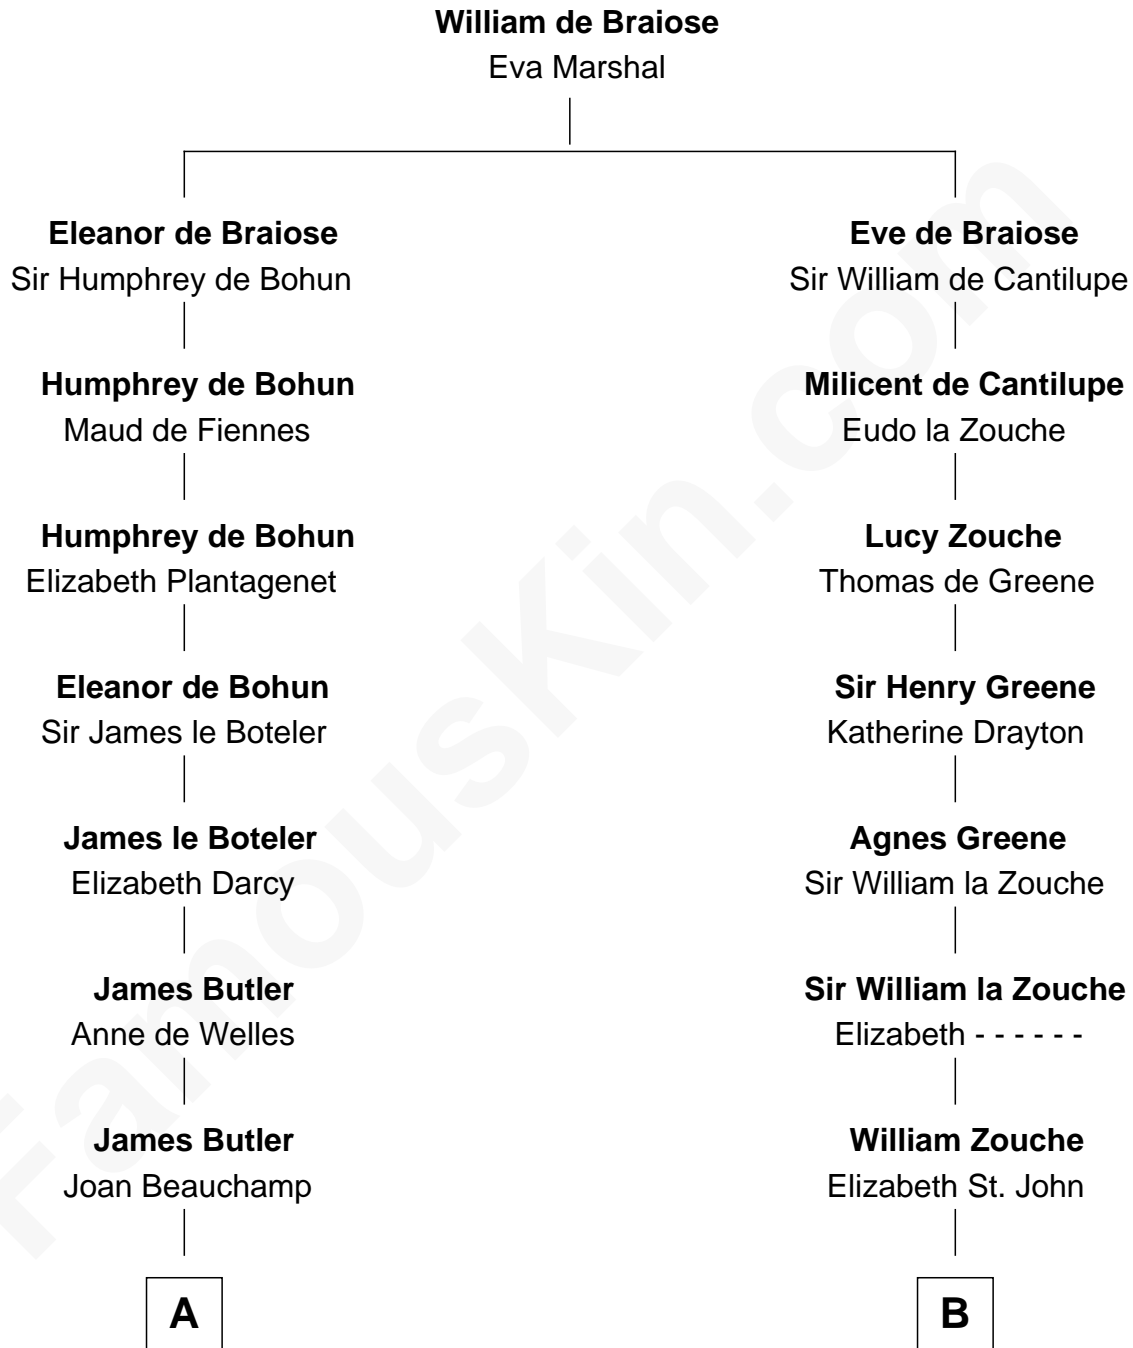 William de Braiose
Eva Marshal
Eleanor de Braiose
Sir Humphrey de Bohun
Eve de Braiose
Sir William de Cantilupe
Humphrey de Bohun
Maud de Fiennes
Milicent de Cantilupe
Eudo la Zouche
Humphrey de Bohun
Elizabeth Plantagenet
Lucy Zouche
Thomas de Greene
Eleanor de Bohun
Sir James le Boteler
Sir Henry Greene
Katherine Drayton
James le Boteler
Elizabeth Darcy
Agnes Greene
Sir William la Zouche
James Butler
Anne de Welles
Sir William la Zouche
Elizabeth - - - - - -
James Butler
Joan Beauchamp
William Zouche
Elizabeth St. John
A
B
FamousKin.com